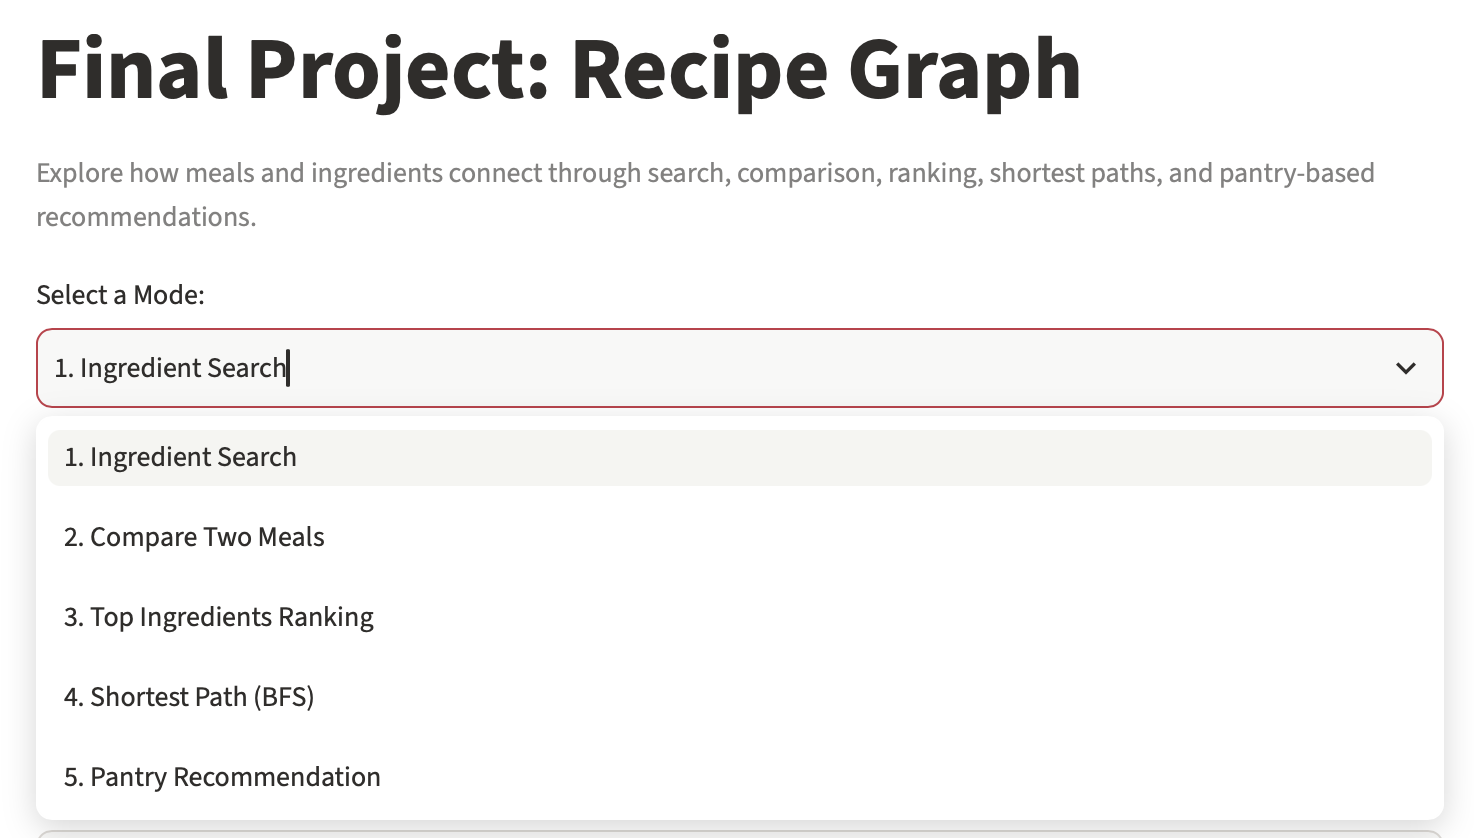 Final Project: Recipe Graph
Explore how meals and ingredients connect through search, comparison, ranking, shortest paths, and pantry-based
recommendations.
Select a Mode:
1. Ingredient Search
1. Ingredient Search
2. Compare Two Meals
3. Top Ingredients Ranking
4. Shortest Path (BFS)
5. Pantry Recommendation